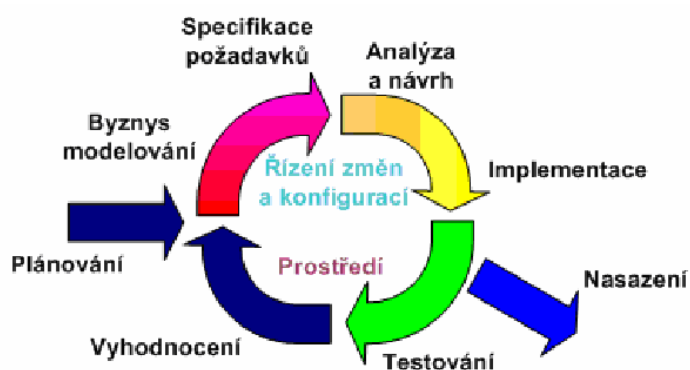 Specifikace
požadavků
Analýza
a návrh
Byznys
modelování
Řízení změn
a konfigurací
Implementace
Plánování
Prostředí
Nasazení
Vyhodnocení
Testování